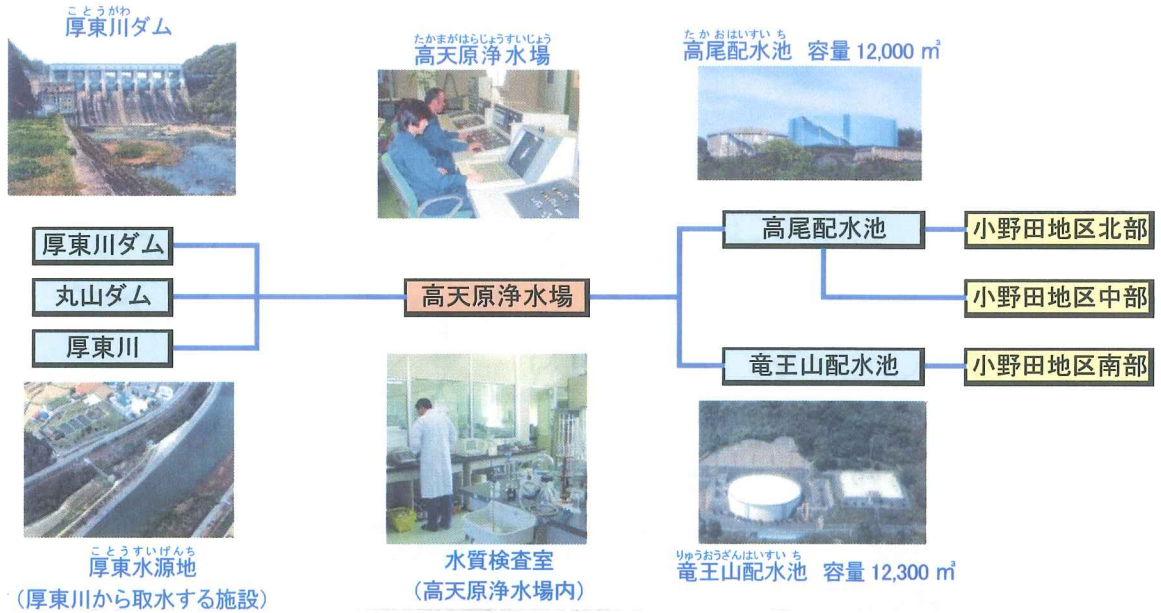 ことうがわ
厚東川ダム
たかまがはらじょうすいじょう
高天原浄水場
たかおはいすいち
高尾配水池 容量 12,000 ㎥
厚東川ダム
丸山ダム
厚東川
高天原浄水場
高尾配水池
小野田地区北部
小野田地区中部
竜王山配水池
小野田地区南部
ことうすいげんち
厚東水源地
(厚東川から取水する施設)
水質検査室
(高天原浄水場内)
りゅうおうざんはいすいち
竜王山配水池 容量 12,300 ㎥